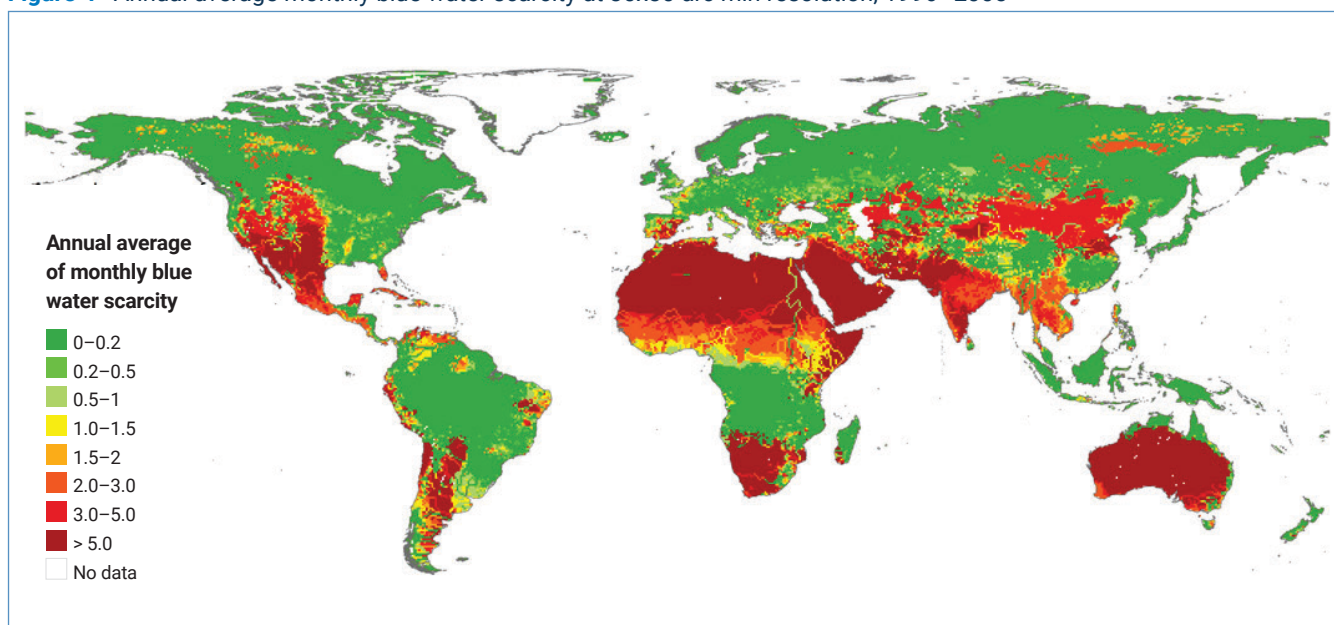 Annual average
of monthly blue
water scarcity
0–0.2
0.2–0.5
0.5–1
1.0–1.5
1.5–2
2.0–3.0
3.0–5.0
> 5.0
No data